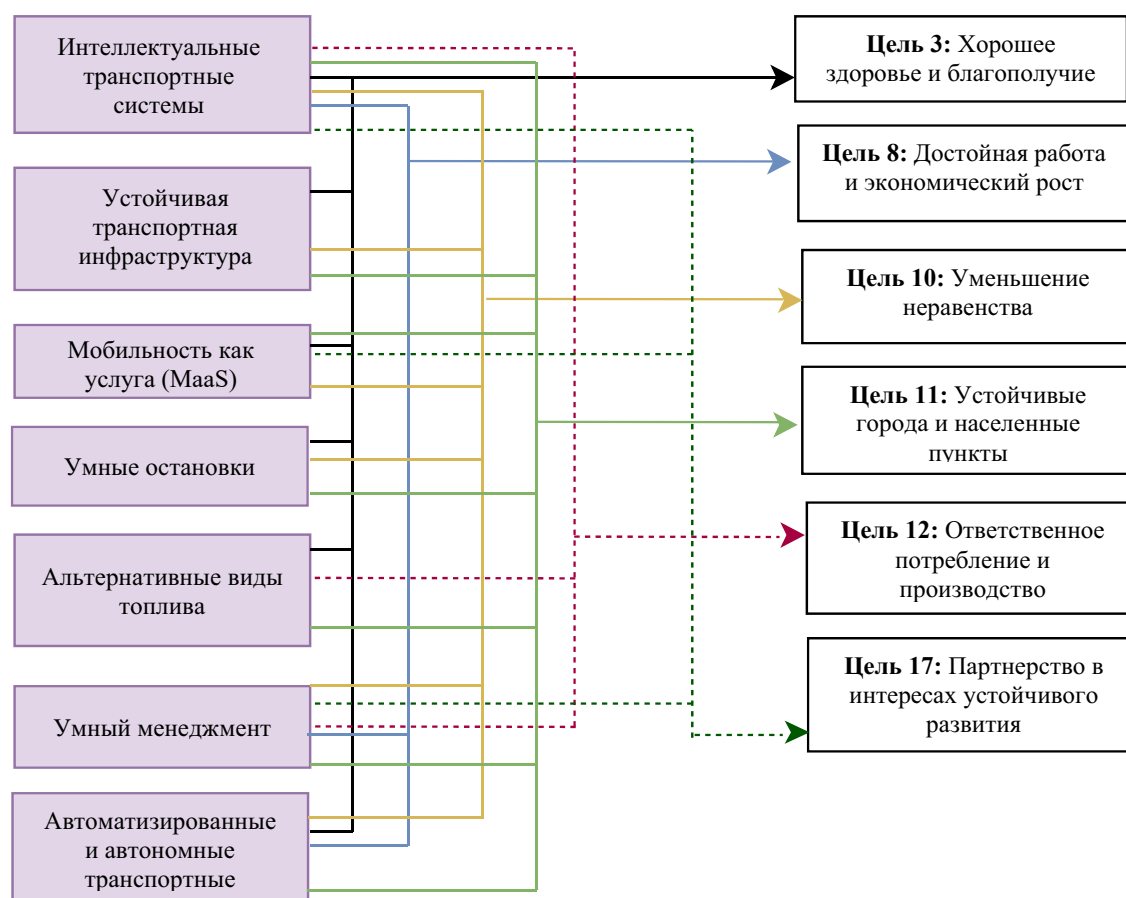 Интеллектуальные
транспортные
системы
Устойчивая
транспортная
инфраструктура
Мобильность как
услуга (MaaS)
Умные остановки
Альтернативные виды
топлива
Умный менеджмент
Автоматизированные
и автономные
транспортные
Цель 3: Хорошее
здоровье и благополучие
Цель 8: Достойная работа
и экономический рост
Цель 10: Уменьшение
неравенства
Цель 11: Устойчивые
города и населенные
пункты
Цель 12: Ответственное
потребление и
производство
Цель 17: Партнерство в
интересах устойчивого
развития